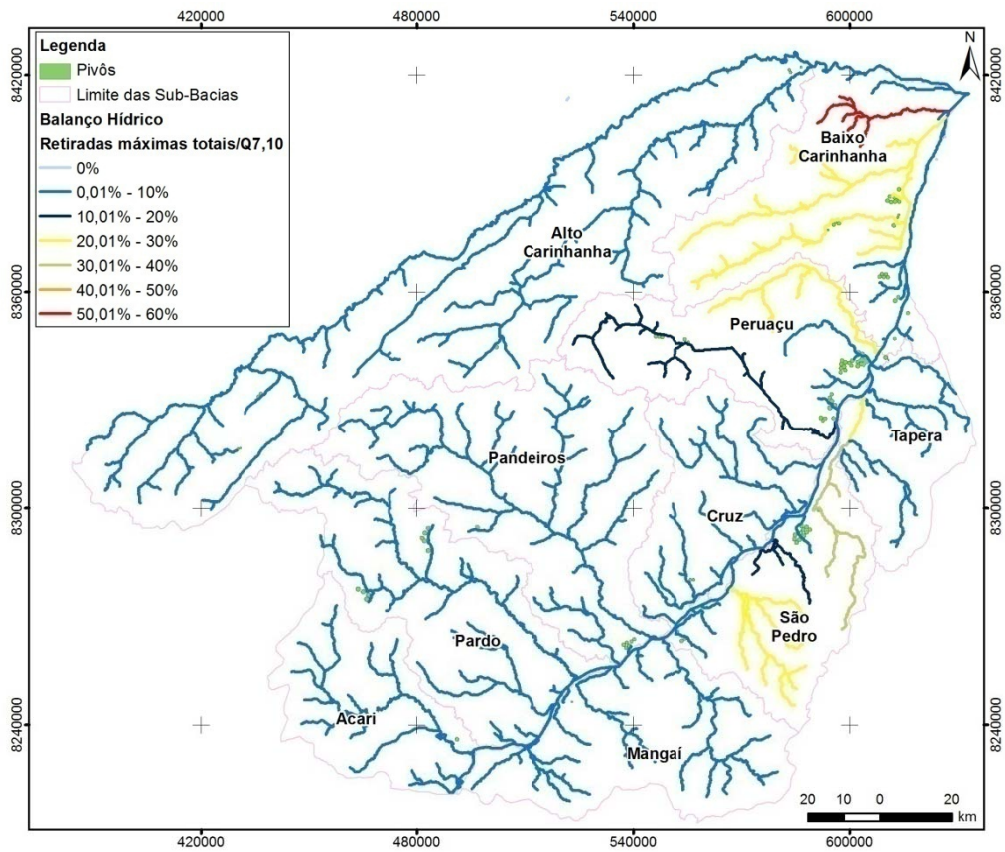 420000
480000
540000
600000
Legenda
Pivôs
Limite das Sub-Bacias
Balanço Hídrico
Retiradas máximas totais/Q7,10
0%
0,01% - 10%
10,01% - 20%
20,01% - 30%
30,01% - 40%
40,01% - 50%
50,01% - 60%
N
8420000
8420000
Baixo
Carinhanha
Alto
Carinhanha
8360000
8360000
Peruaçu
Tapera
Pandeiros
8300000
8300000
Cruz
São
Pedro
Pardo
Acari
Mangaí
8240000
8240000
20 10 0 20
km
420000
480000
540000
600000